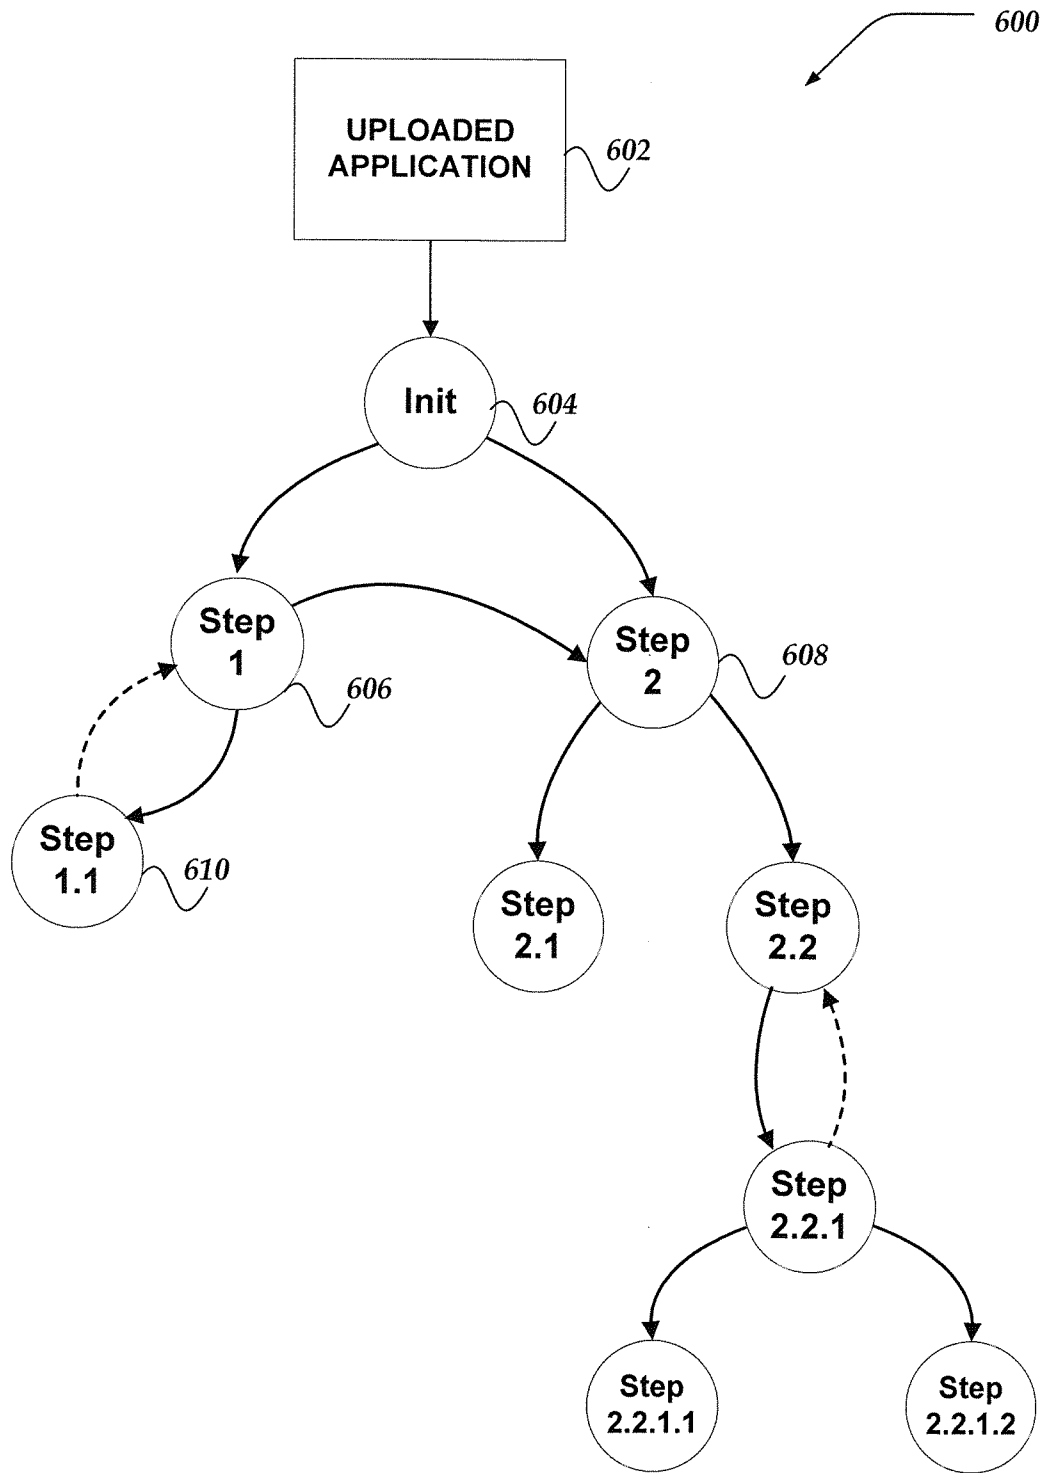 600
UPLOADED
APPLICATION
602
Init
604
Step
1
606
Step
2
608
Step
1.1
610
Step
2.1
Step
2.2
Step
2.2.1
Step
2.2.1.1
Step
2.2.1.2